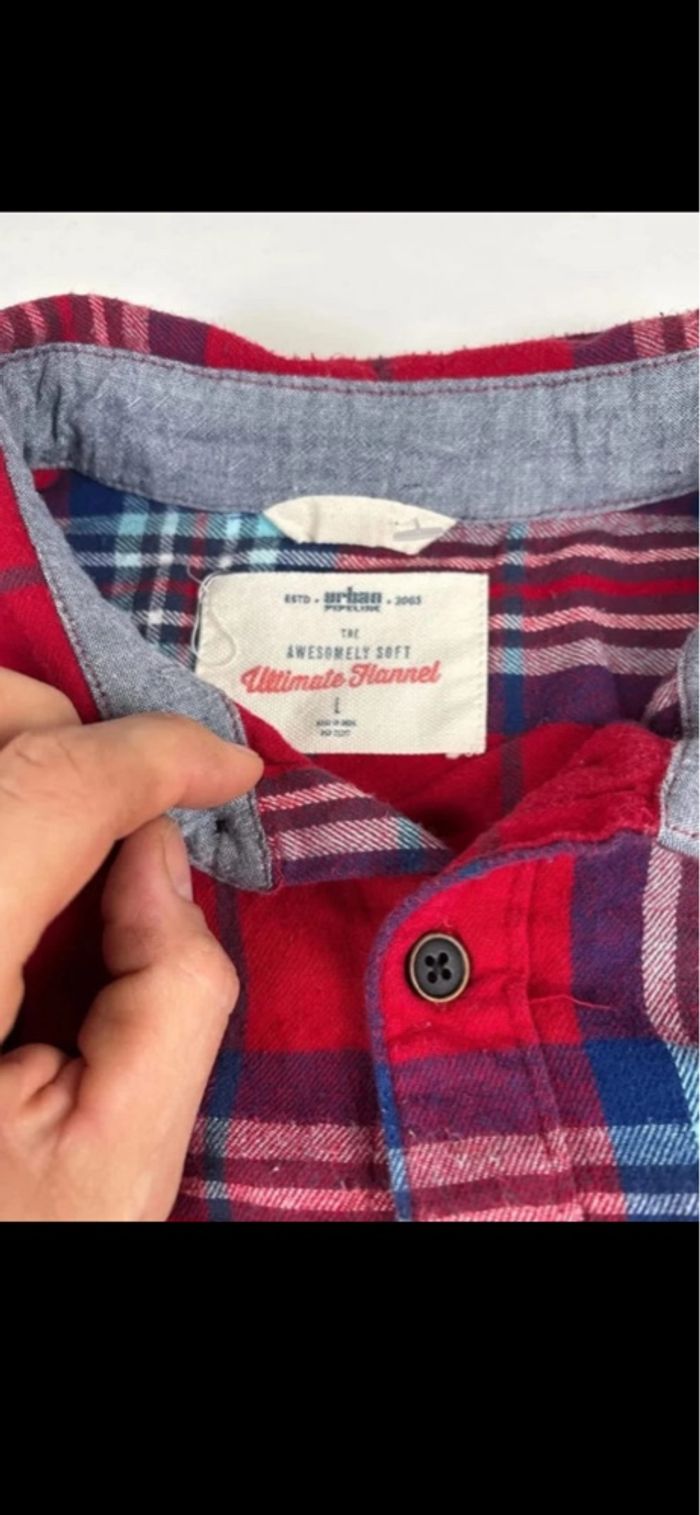 ESTD • urban • 2003
PIPELINE
THE
AWESOMELY SOFT
Ultimate Flannel
L